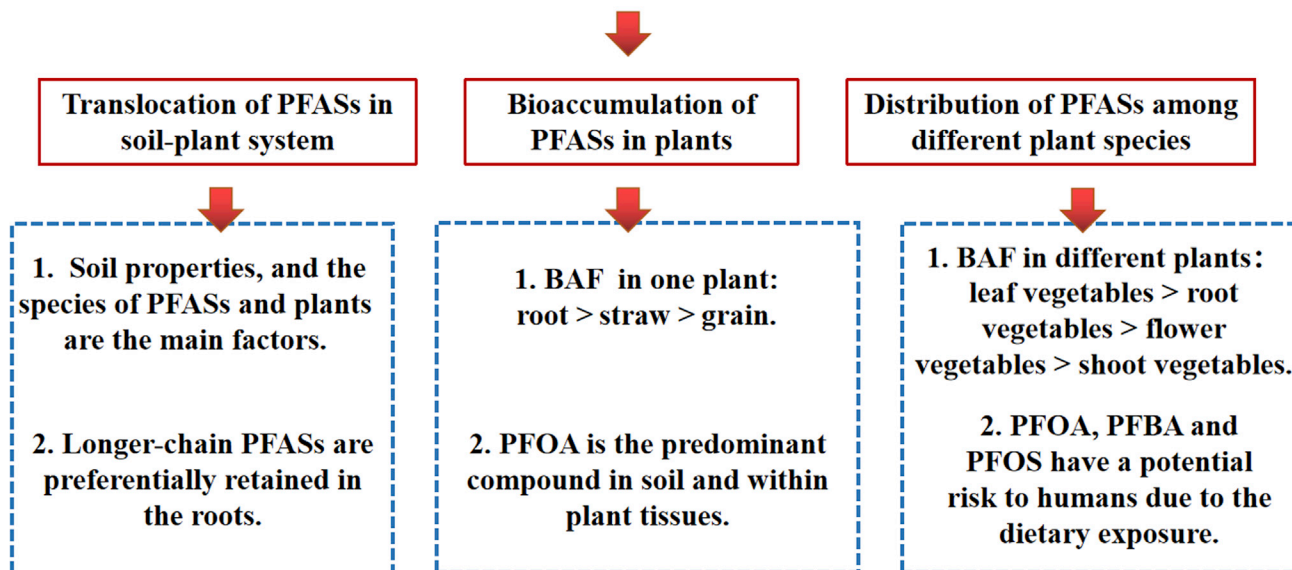 Translocation of PFASs in
soil-plant system
Bioaccumulation of
PFASs in plants
Distribution of PFASs among
different plant species
1. Soil properties, and the
species of PFASs and plants
are the main factors.
2. Longer-chain PFASs are
preferentially retained in
the roots.
1. BAF in one plant:
root > straw > grain.
2. PFOA is the predominant
compound in soil and within
plant tissues.
1. BAF in different plants:
leaf vegetables > root
vegetables > flower
vegetables > shoot vegetables.
2. PFOA, PFBA and
PFOS have a potential
risk to humans due to the
dietary exposure.